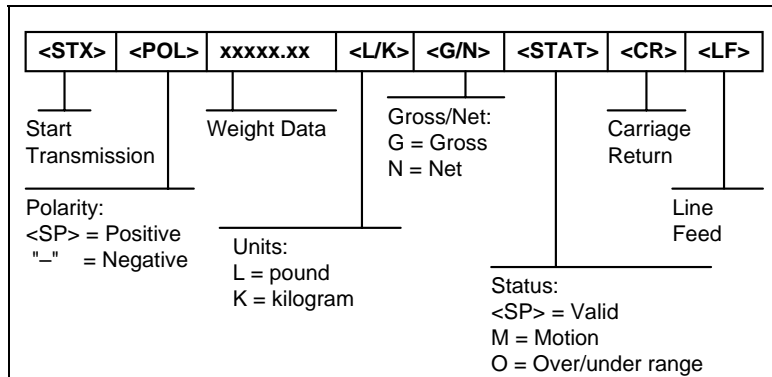 <STX> <POL> xxxxx.xx <L/K> <G/N> <STAT> <CR> <LF>
Start
Transmission
Polarity:
<SP> = Positive
"–" = Negative
Weight Data
Units:
L = pound
K = kilogram
Gross/Net:
G = Gross
N = Net
Status:
<SP> = Valid
M = Motion
O = Over/under range
Carriage
Return
Line
Feed